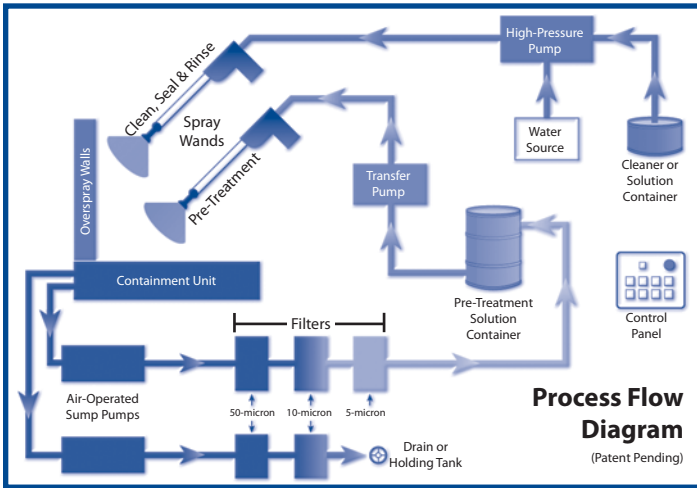 High-Pressure
Pump
Clean, Seal & Rinse
Spray
Wands
Pre-Treatment
Water
Source
Cleaner or
Solution
Container
Overspray Walls
Transfer
Pump
Containment Unit
Pre-Treatment
Solution
Container
Control
Panel
Filters
Air-Operated
Sump Pumps
50-micron
10-micron
5-micron
Drain or
Holding Tank
Process Flow
Diagram
(Patent Pending)